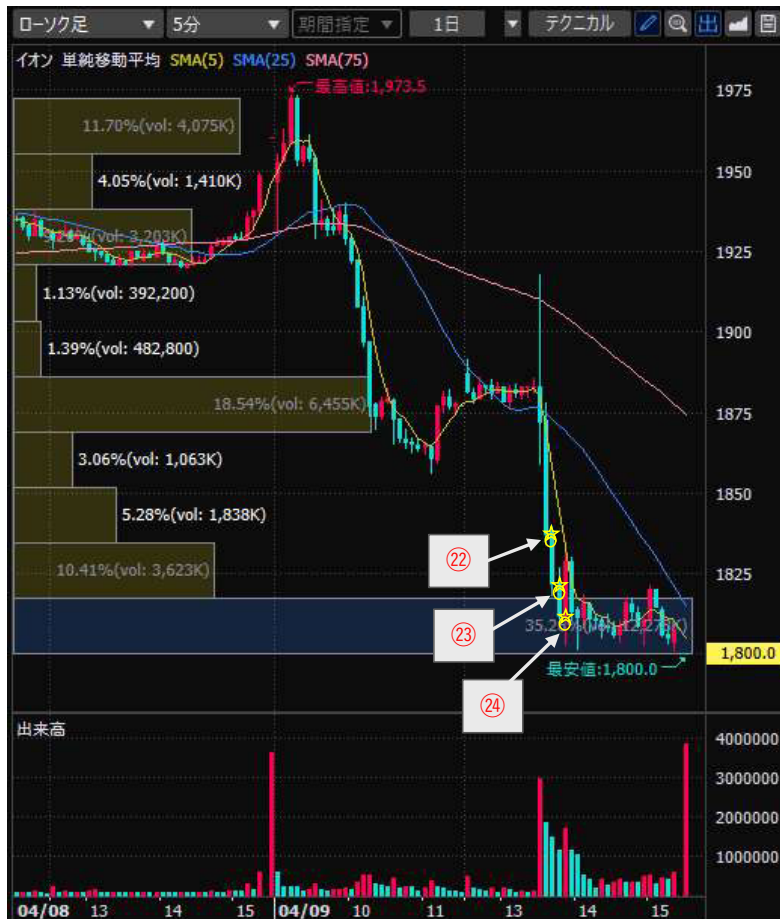 ローソク足 ▼ 5分 ▼ 期間指定 ▼ 1日 ▼ テクニカル 出
イオン 単純移動平均 SMA(5) SMA(25) SMA(75)
最高値:1,973.5
1975
11.70%(vol: 4,075K)
4.05%(vol: 1,410K)
1950
(vol: 3,203K)
1925
1.13%(vol: 392,200)
1.39%(vol: 482,800)
1900
18.54%(vol: 6,455K)
1875
3.06%(vol: 1,063K)
5.28%(vol: 1,838K)
1850
㉒
10.41%(vol: 3,623K)
1825
㉓
1,800.0
最安値:1,800.0
㉔
出来高
4000000
3000000
2000000
1000000
04/08 13 14 15 04/09 10 11 13 14 15